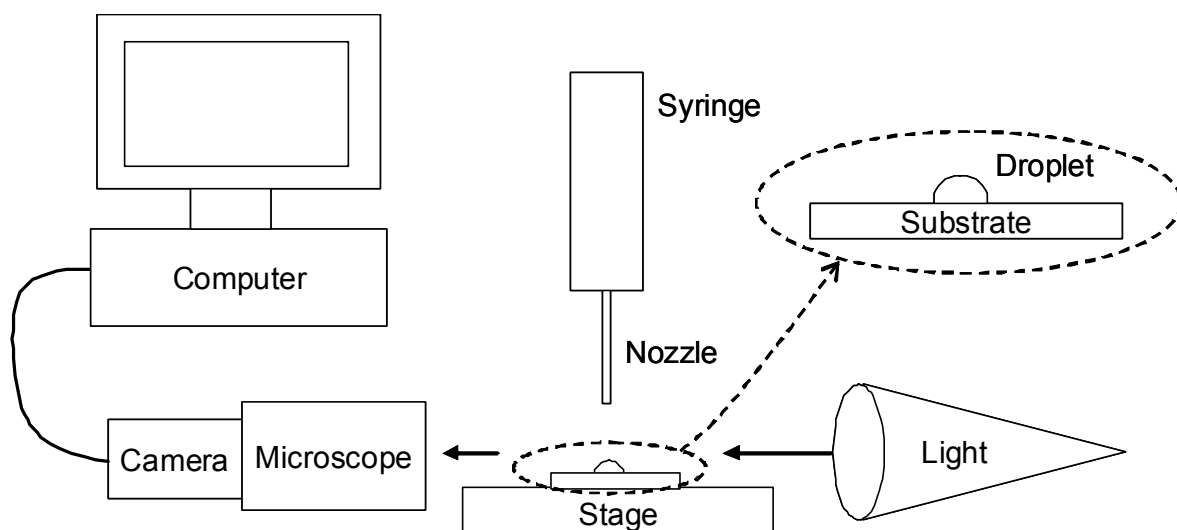 Syringe
Droplet
Substrate
Computer
Nozzle
Camera
Microscope
Light
Stage